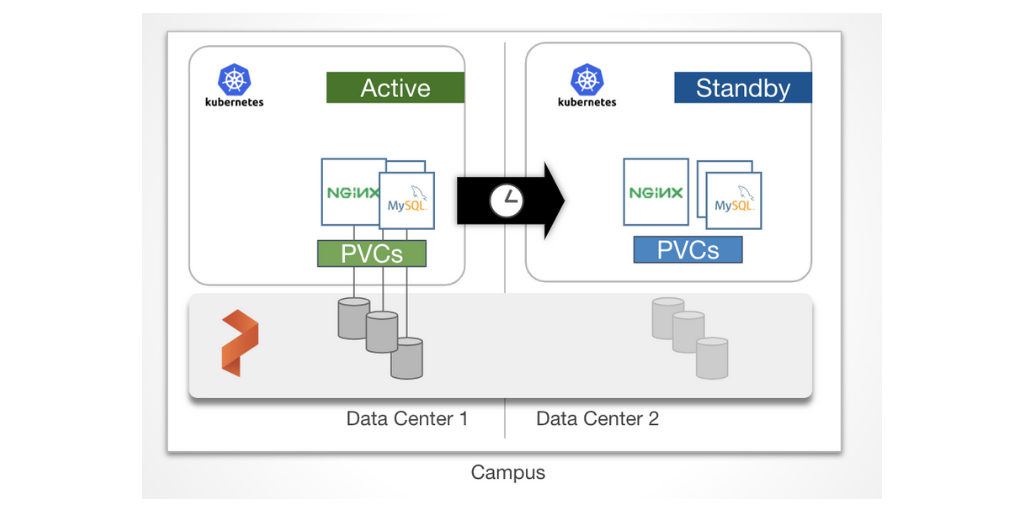 kubernetes
Active
kubernetes
Standby
NGINX
MySQL
NGINX
MySQL
PVCs
PVCs
Data Center 1
Data Center 2
Campus